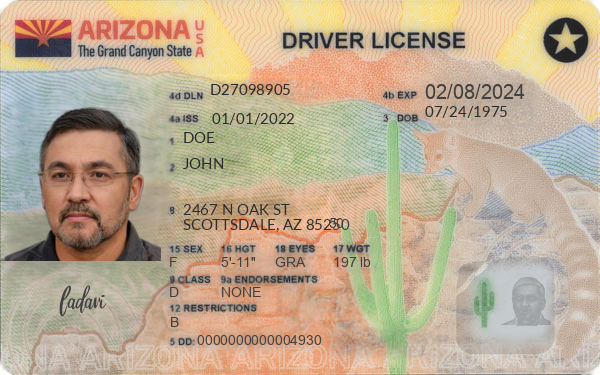 ARIZONA USA
The Grand Canyon State
DRIVER LICENSE
4d DLN D27098905
4b EXP 02/08/2024
4a ISS 01/01/2022
3 DOB 07/24/1975
1 DOE
2 JOHN
8 2467 N OAK ST
SCOTTSDALE, AZ 85250
15 SEX 16 HGT 18 EYES 17 WGT
F 5'-11" GRA 197 lb
9 CLASS 9a ENDORSEMENTS
D NONE
12 RESTRICTIONS
B
5 DD: 0000000000004930
ARIZONA ARIZONA ARIZONA ARIZONA